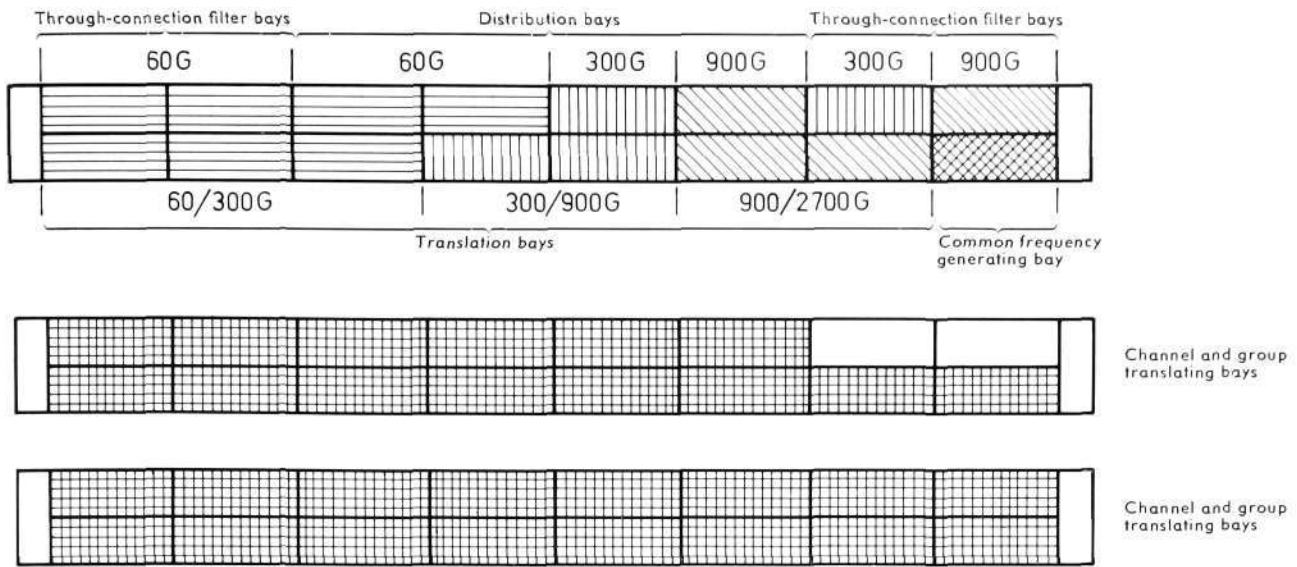 Through-connection filter bays Distribution bays Through-connection filter bays
60G 60G 300G 900G 300G 900G
60/300G 300/900G 900/2700G
Translation bays Common frequency
generating bay
Channel and group
translating bays
Channel and group
translating bays